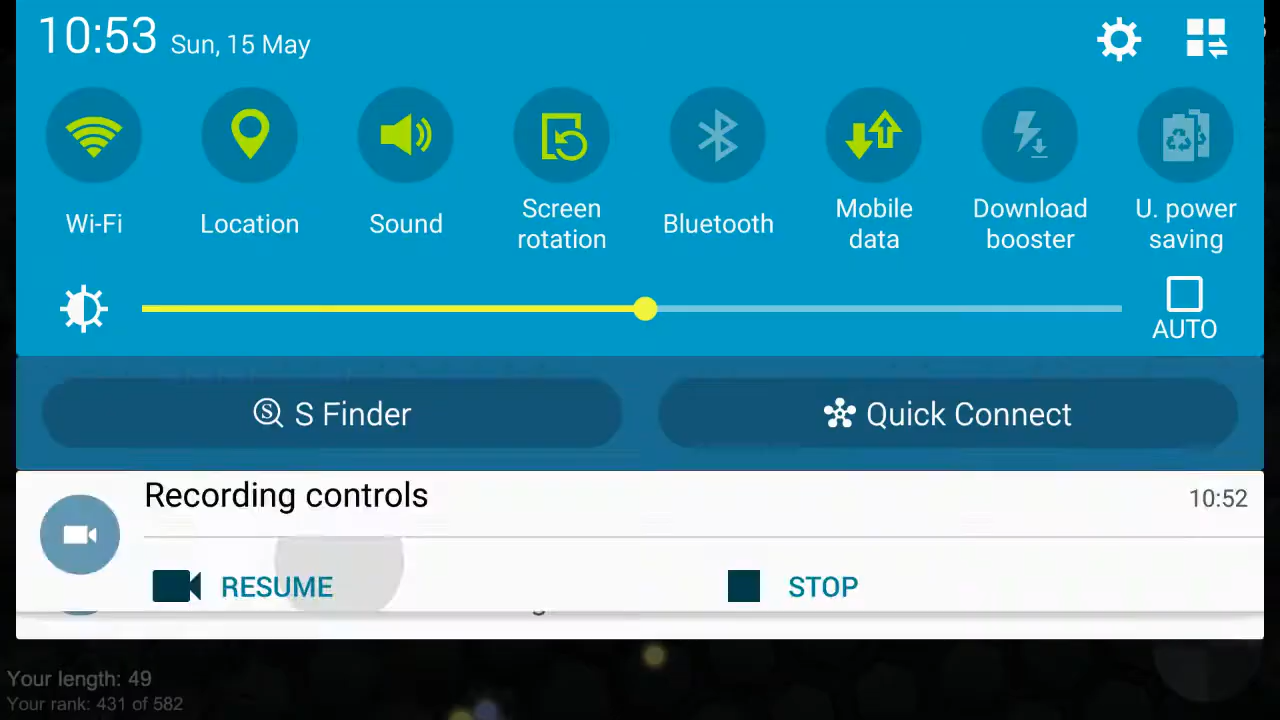 10:53 Sun, 15 May
Wi-Fi
Location
Sound
Screen
rotation
Bluetooth
Mobile
data
Download
booster
U. power
saving
AUTO
S Finder
Quick Connect
Recording controls
10:52
RESUME
STOP
Your length: 49
Your rank: 431 of 582